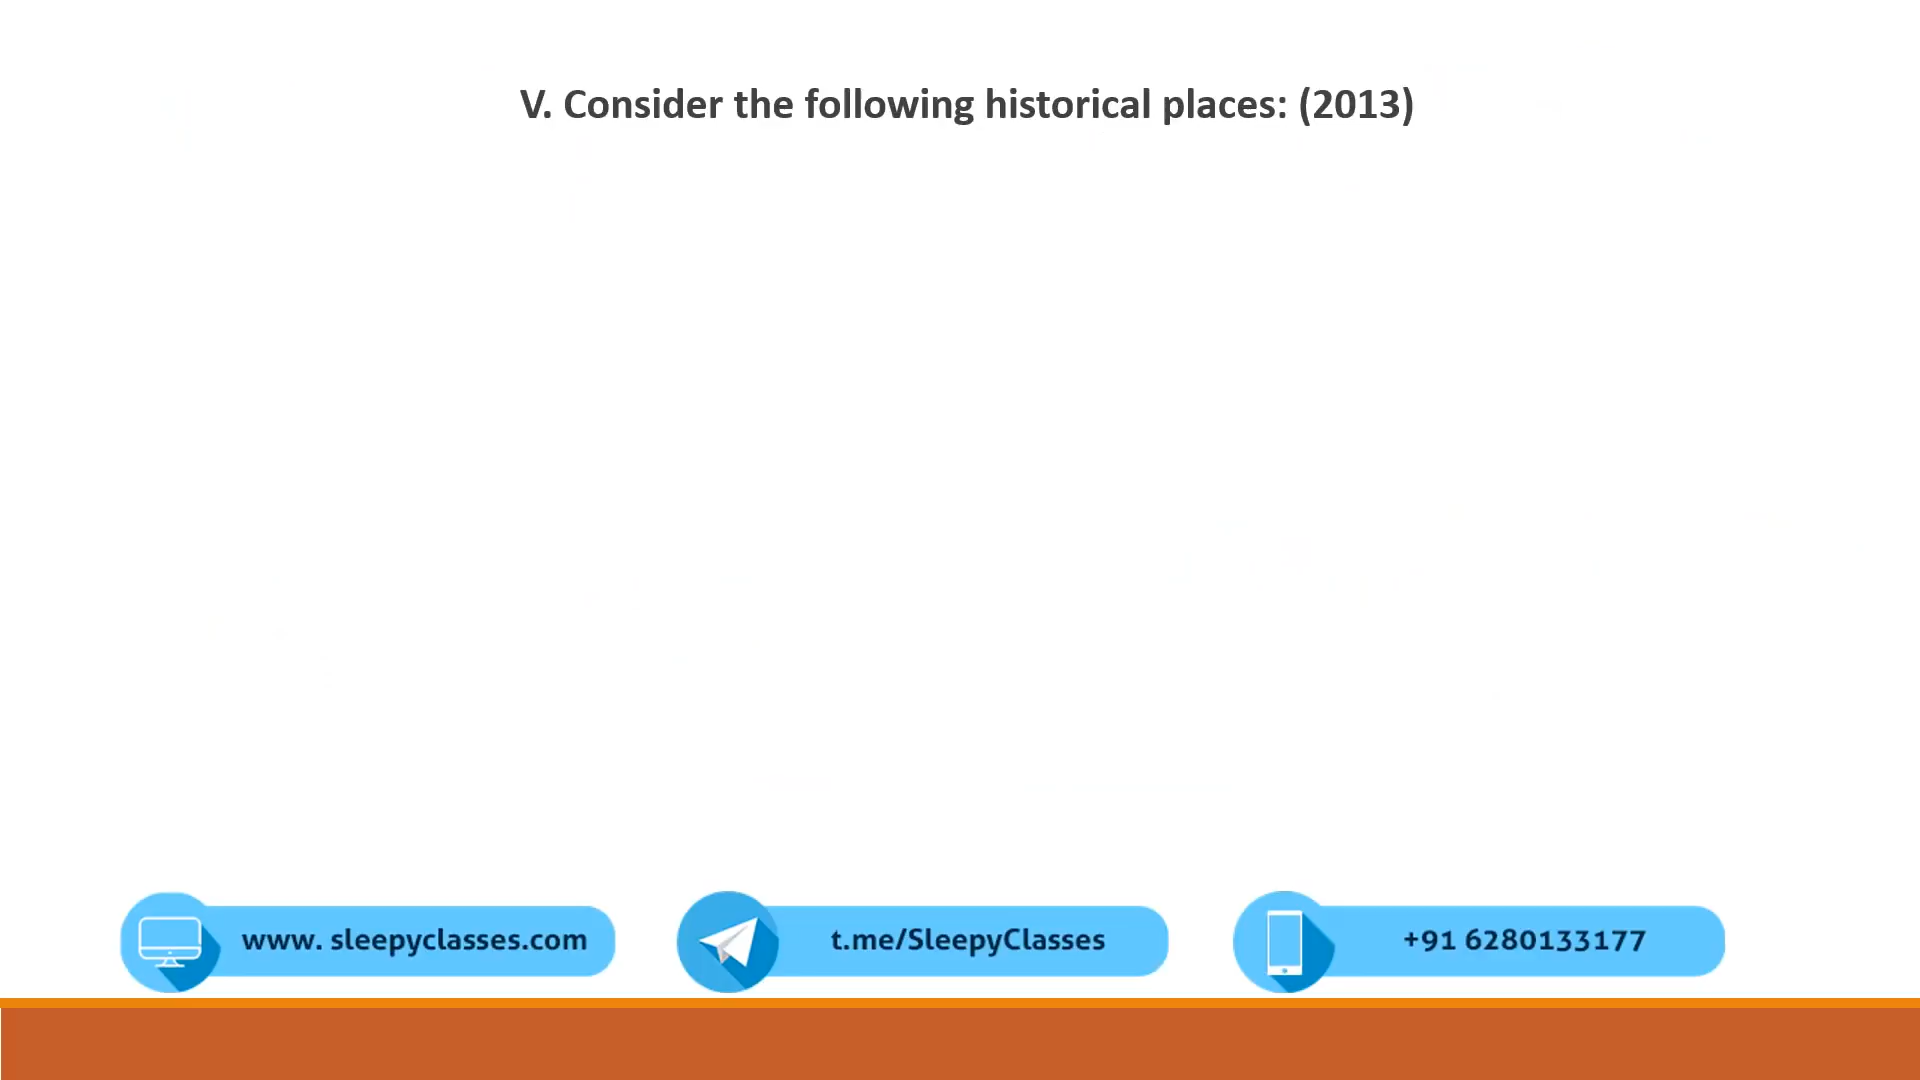 V. Consider the following historical places: (2013)
www. sleepyclasses.com
t.me/SleepyClasses
+91 6280133177